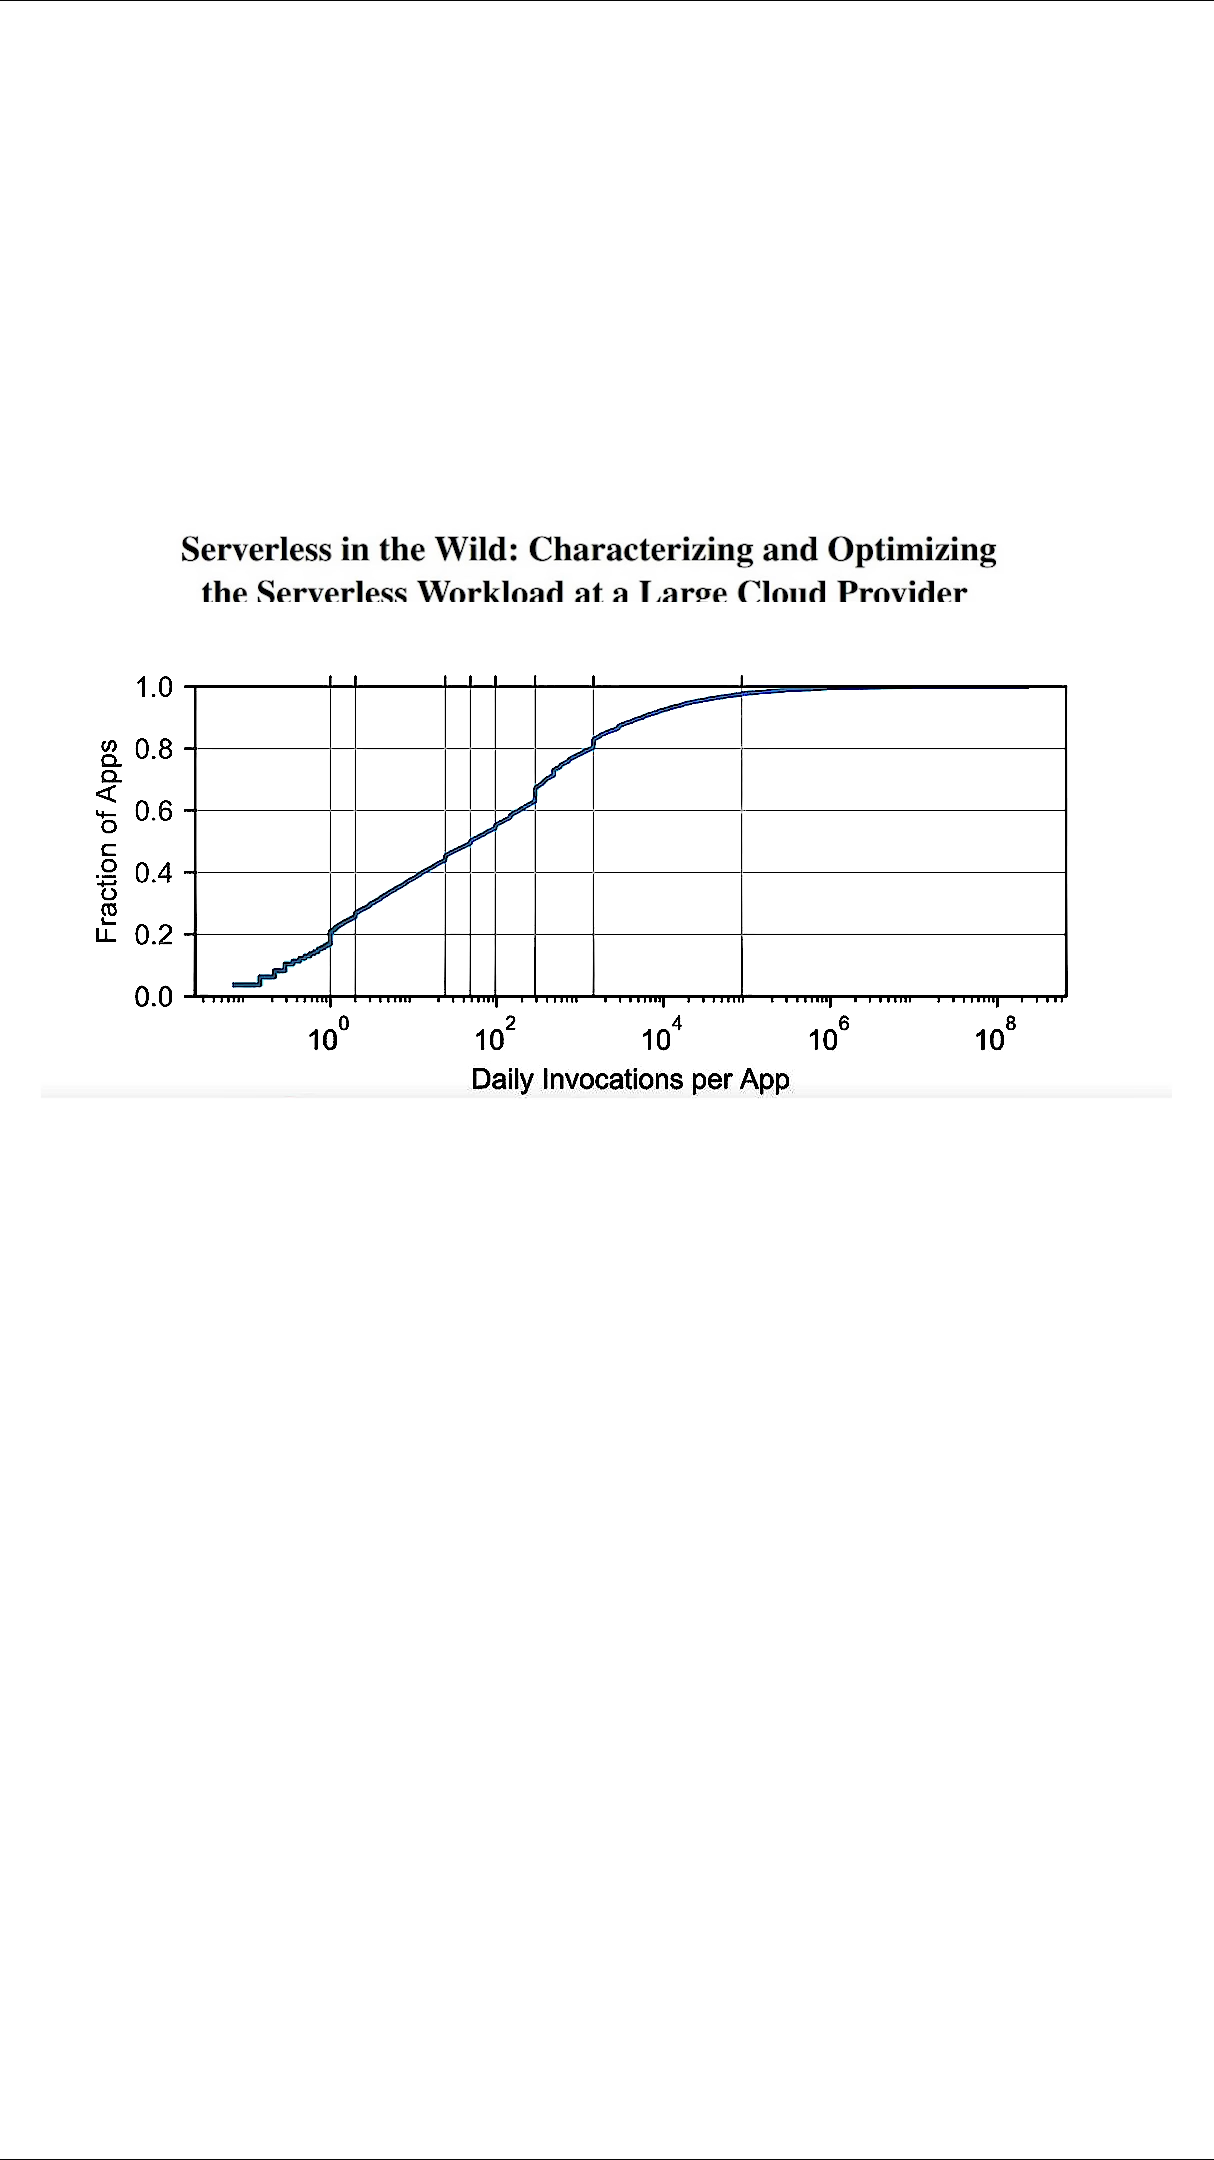 Serverless in the Wild: Characterizing and Optimizing
the Serverless Workload at a Large Cloud Provider
1.0
0.8
0.6
0.4
0.2
0.0
Fraction of Apps
10^0 10^2 10^4 10^6 10^8
Daily Invocations per App